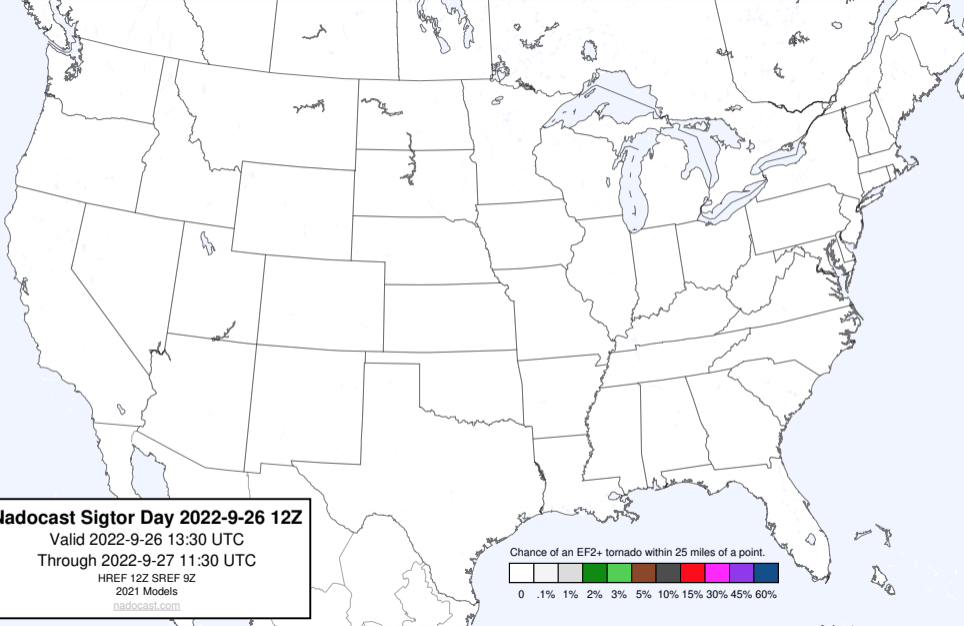 Nadocast Sigtor Day 2022-9-26 12Z
Valid 2022-9-26 13:30 UTC
Through 2022-9-27 11:30 UTC
HREF 12Z SREF 9Z
2021 Models
nadocast.com
Chance of an EF2+ tornado within 25 miles of a point.
0 .1% 1% 2% 3% 5% 10% 15% 30% 45% 60%